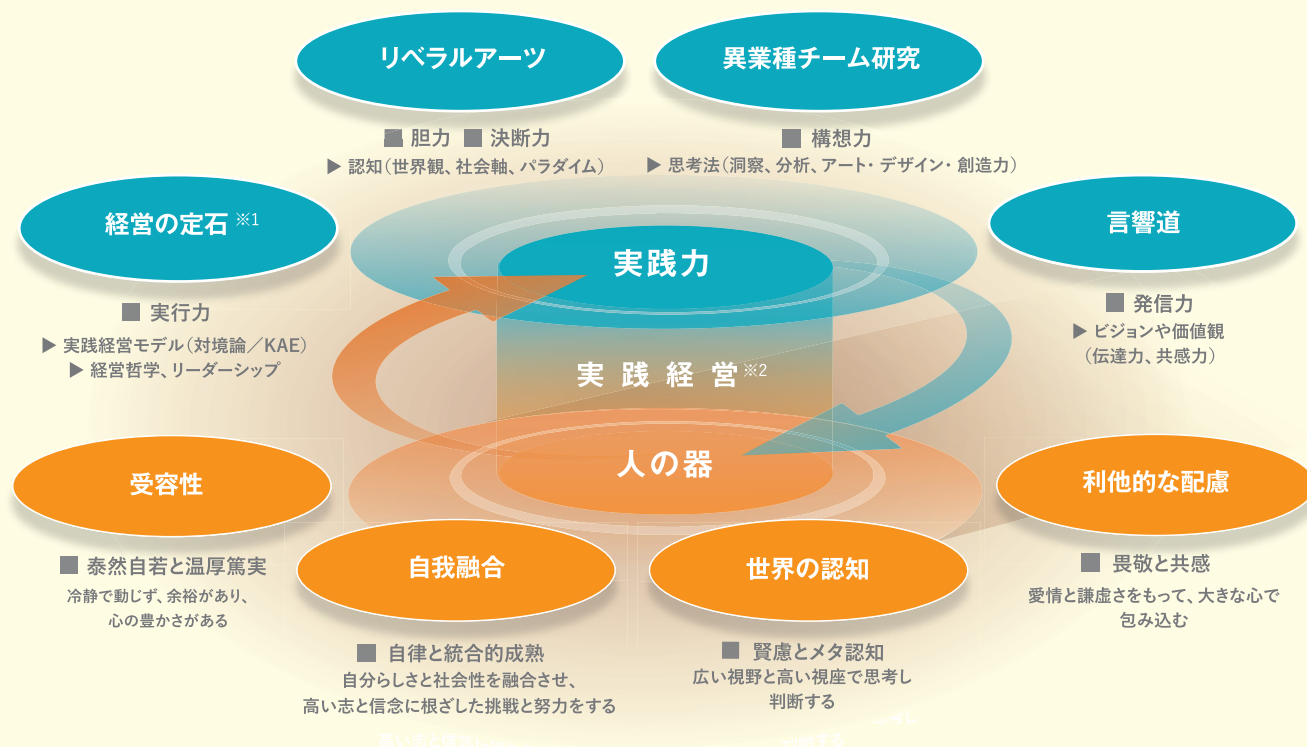 リベラルアーツ
■ 胆力 ■ 決断力
▶ 認知（世界観、社会軸、パラダイム）
異業種チーム研究
■ 構想力
▶ 思考法（洞察、分析、アート・デザイン・創造力）
経営の定石 ※1
■ 実行力
▶ 実践経営モデル（対境論／KAE）
▶ 経営哲学、リーダーシップ
言響道
■ 発信力
▶ ビジョンや価値観
（伝達力、共感力）
実践力
実践経営※2
人の器
受容性
■ 泰然自若と温厚篤実
冷静で動じず、余裕があり、
心の豊かさがある
自我融合
■ 自律と統合的成熟
自分らしさと社会性を融合させ、
高い志と信念に根ざした挑戦と努力をする
世界の認知
■ 賢慮とメタ認知
広い視野と高い視座で思考し
判断する
利他的な配慮
■ 畏敬と共感
愛情と謙虚さをもって、大きな心で
包み込む